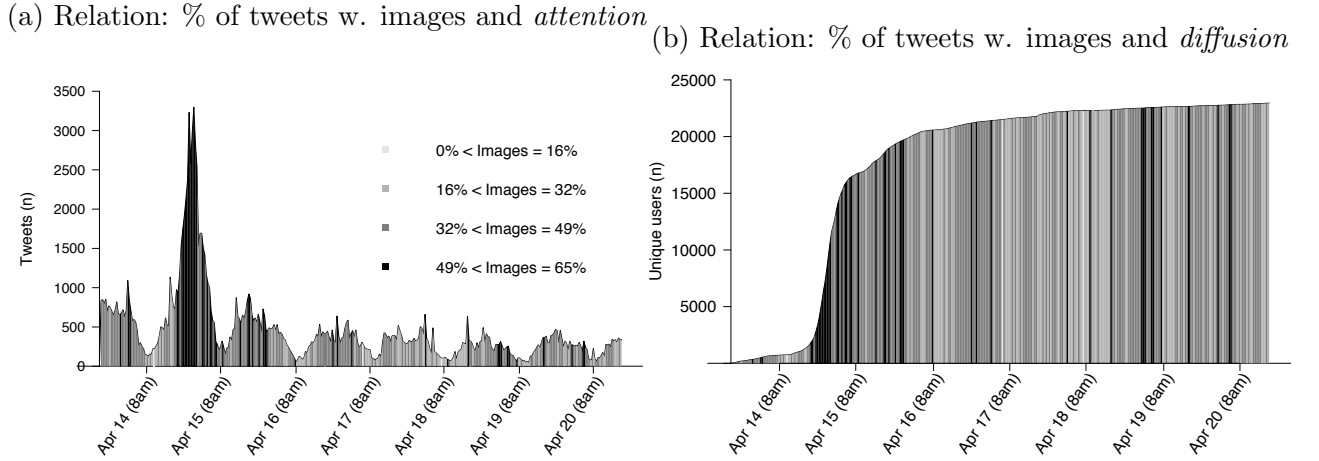 (a) Relation: % of tweets w. images and attention
(b) Relation: % of tweets w. images and diffusion
Tweets (n)
3500
3000
2500
2000
1500
1000
500
0
0% < Images = 16%
16% < Images = 32%
32% < Images = 49%
49% < Images = 65%
Apr 14 (8am)
Apr 15 (8am)
Apr 16 (8am)
Apr 17 (8am)
Apr 18 (8am)
Apr 19 (8am)
Apr 20 (8am)
Unique users (n)
25000
20000
15000
10000
5000
Apr 14 (8am)
Apr 15 (8am)
Apr 16 (8am)
Apr 17 (8am)
Apr 18 (8am)
Apr 19 (8am)
Apr 20 (8am)